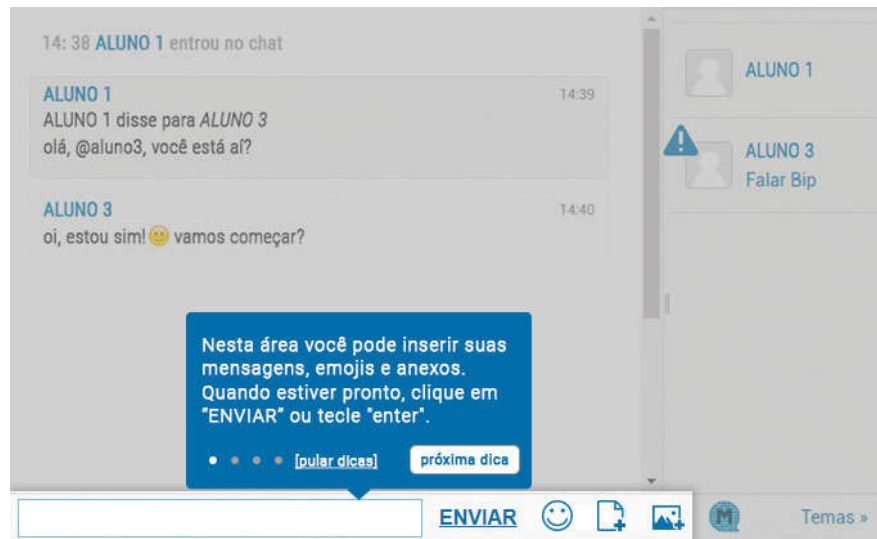 14: 38 ALUNO 1 entrou no chat
ALUNO 1
14:39
ALUNO 1 disse para ALUNO 3
olá, @aluno3, você está aí?
ALUNO 3
14:40
oi, estou sim! 🙂 vamos começar?
ALUNO 1
ALUNO 3
Falar Bip
Nesta área você pode inserir suas
mensagens, emojis e anexos.
Quando estiver pronto, clique em
"ENVIAR" ou tecle "enter".
[pular dicas]
próxima dica
ENVIAR
M
Temas »